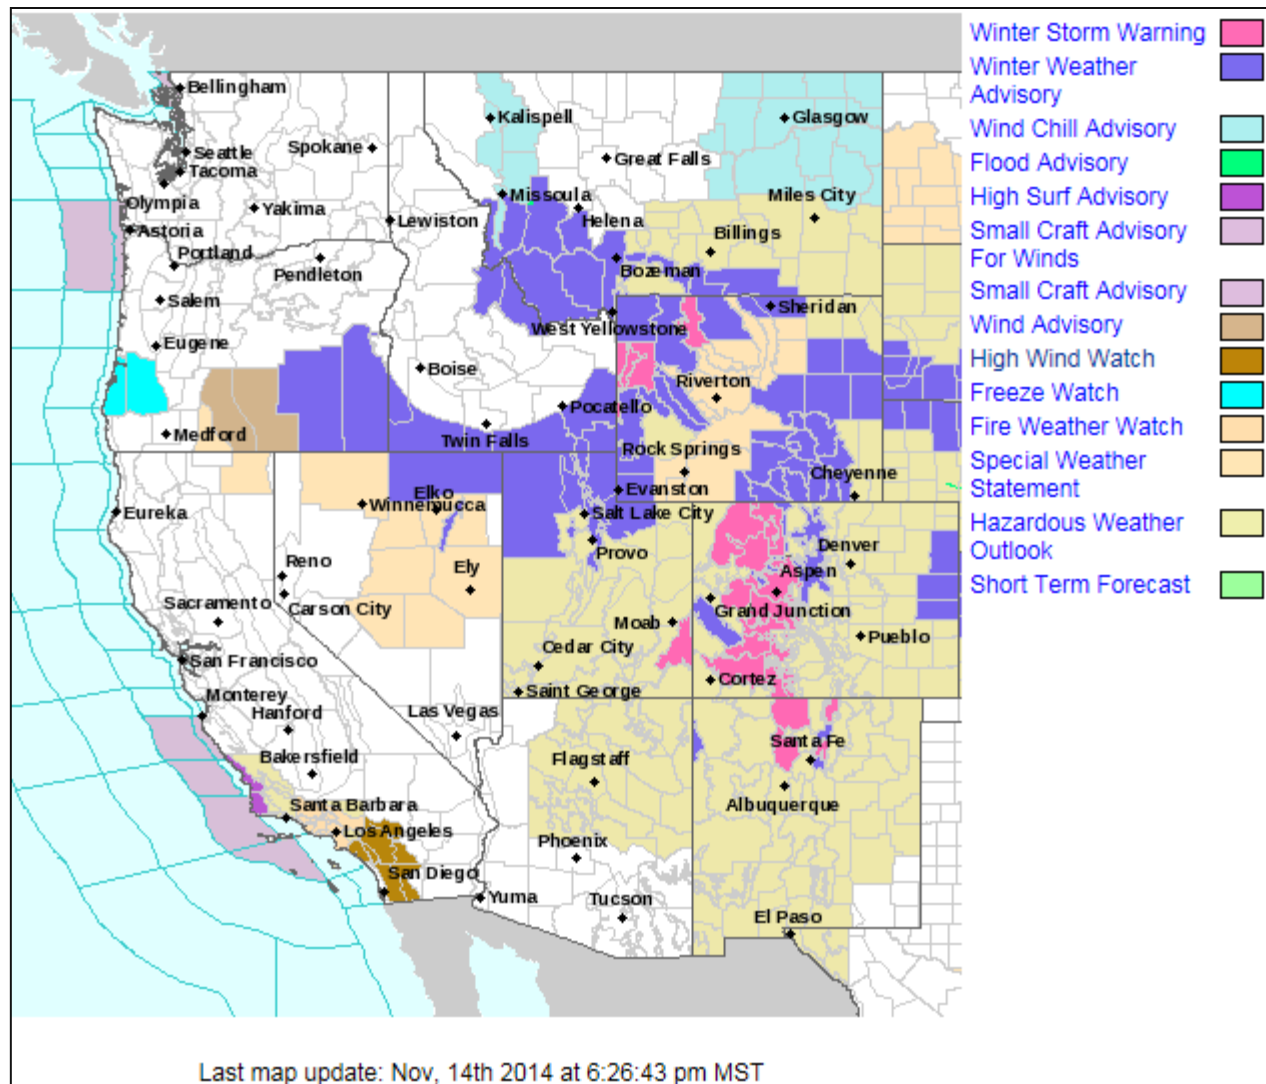 Winter Storm Warning
Winter Weather
Advisory
Wind Chill Advisory
Flood Advisory
High Surf Advisory
Small Craft Advisory
For Winds
Small Craft Advisory
Wind Advisory
High Wind Watch
Freeze Watch
Fire Weather Watch
Special Weather
Statement
Hazardous Weather
Outlook
Short Term Forecast
Bellingham
Kalispell
Glasgow
Seattle
Spokane
Great Falls
Tacoma
Missoula
Miles City
Olympia
Yakima
Lewiston
Helena
Astoria
Billings
Portland
Pendleton
Bozeman
Salem
Sheridan
West Yellowstone
Eugene
Boise
Riverton
Pocatello
Medford
Twin Falls
Rock Springs
Cheyenne
Elko
Evanston
Winnemucca
Eureka
Salt Lake City
Provo
Denver
Reno
Ely
Aspen
Sacramento
Carson City
Grand Junction
Moab
Pueblo
Cedar City
San Francisco
Cortez
Saint George
Monterey
Hanford
Las Vegas
Santa Fe
Bakersfield
Flagstaff
Santa Barbara
Albuquerque
Los Angeles
Phoenix
San Diego
Yuma
Tucson
El Paso
Last map update: Nov, 14th 2014 at 6:26:43 pm MST